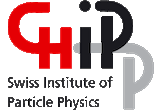 CHiPP
Swiss Institute of
Particle Physics